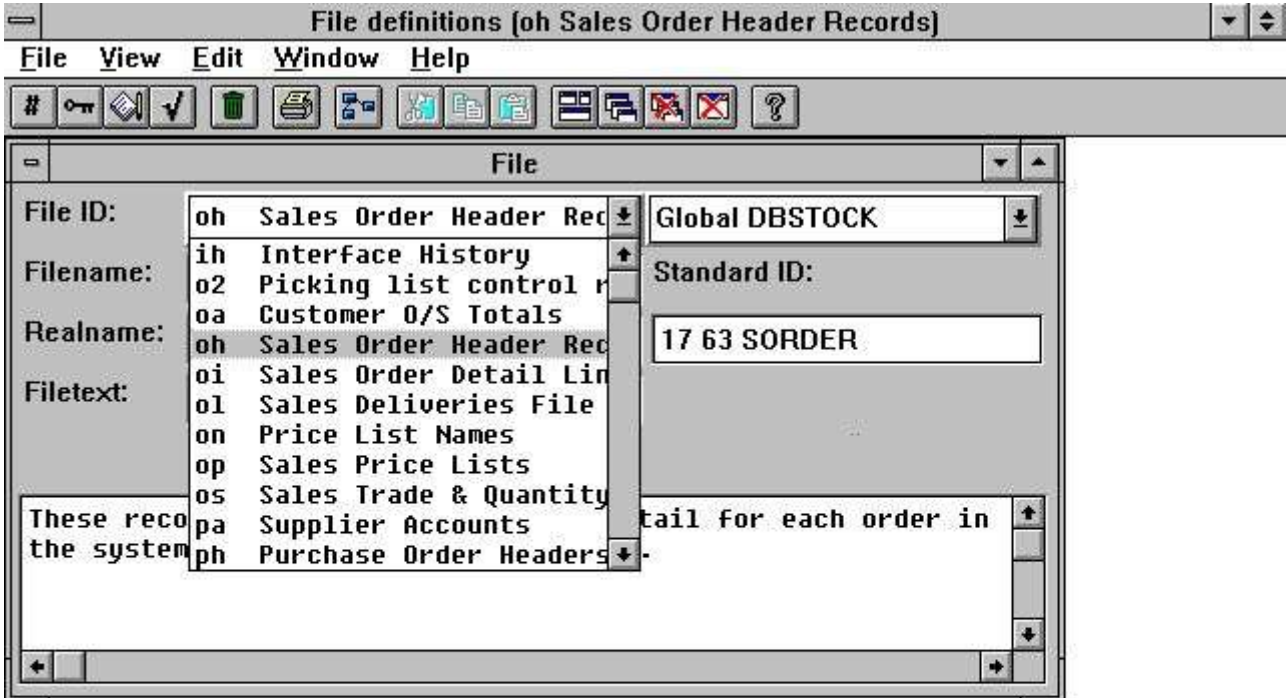 File definitions (oh Sales Order Header Records)
File View Edit Window Help
#
?
File
File ID:
oh Sales Order Header Rec
Global DBSTOCK
ih Interface History
Filename:
Standard ID:
o2 Picking list control r
oa Customer O/S Totals
Realname:
oh Sales Order Header Rec
17 63 SORDER
oi Sales Order Detail Lin
Filetext:
ol Sales Deliveries File
on Price List Names
op Sales Price Lists
os Sales Trade & Quantity
These reco
pa Supplier Accounts
tail for each order in
the system
ph Purchase Order Headers -